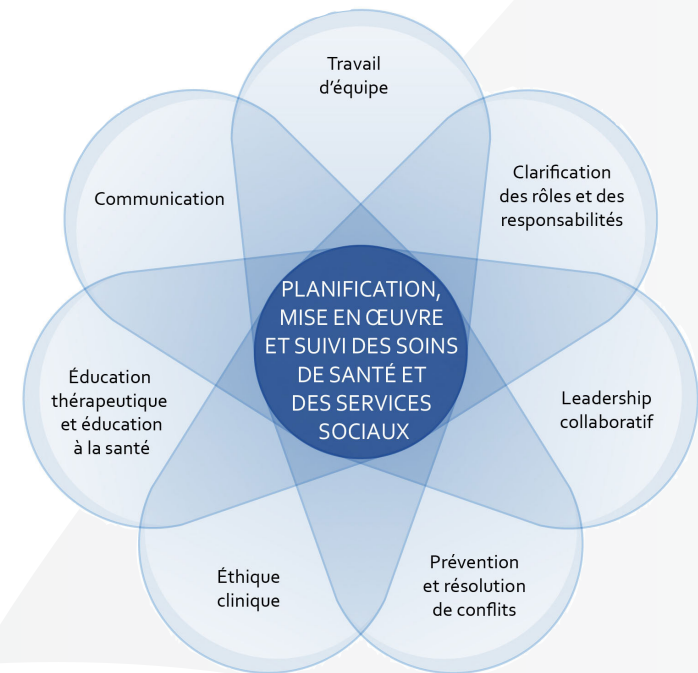 Travail
d'équipe
Clarification
des rôles et des
responsabilités
Leadership
collaboratif
Prévention
et résolution
de conflits
Éthique
clinique
Éducation
thérapeutique
et éducation
à la santé
Communication
PLANIFICATION,
MISE EN ŒUVRE
ET SUIVI DES SOINS
DE SANTÉ ET
DES SERVICES
SOCIAUX